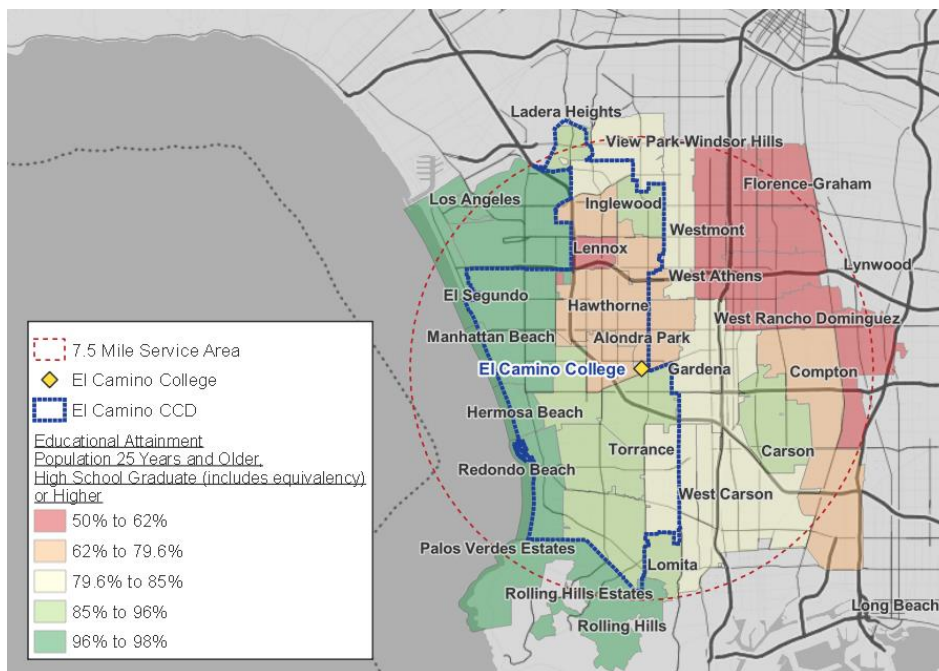 Ladera Heights
View Park-Windsor Hills
Florence-Graham
Los Angeles
Inglewood
Westmont
Lennox
Lynwood
West Athens
El Segundo
Hawthorne
West Rancho Dominguez
Manhattan Beach
Alondra Park
El Camino College
Gardena
Compton
Hermosa Beach
Torrance
Carson
Redondo Beach
West Carson
Palos Verdes Estates
Lomita
Rolling Hills Estates
Long Beach
Rolling Hills
7.5 Mile Service Area
El Camino College
El Camino CCD
Educational Attainment
Population 25 Years and Older,
High School Graduate (includes equivalency)
or Higher
50% to 62%
62% to 79.6%
79.6% to 85%
85% to 96%
96% to 98%